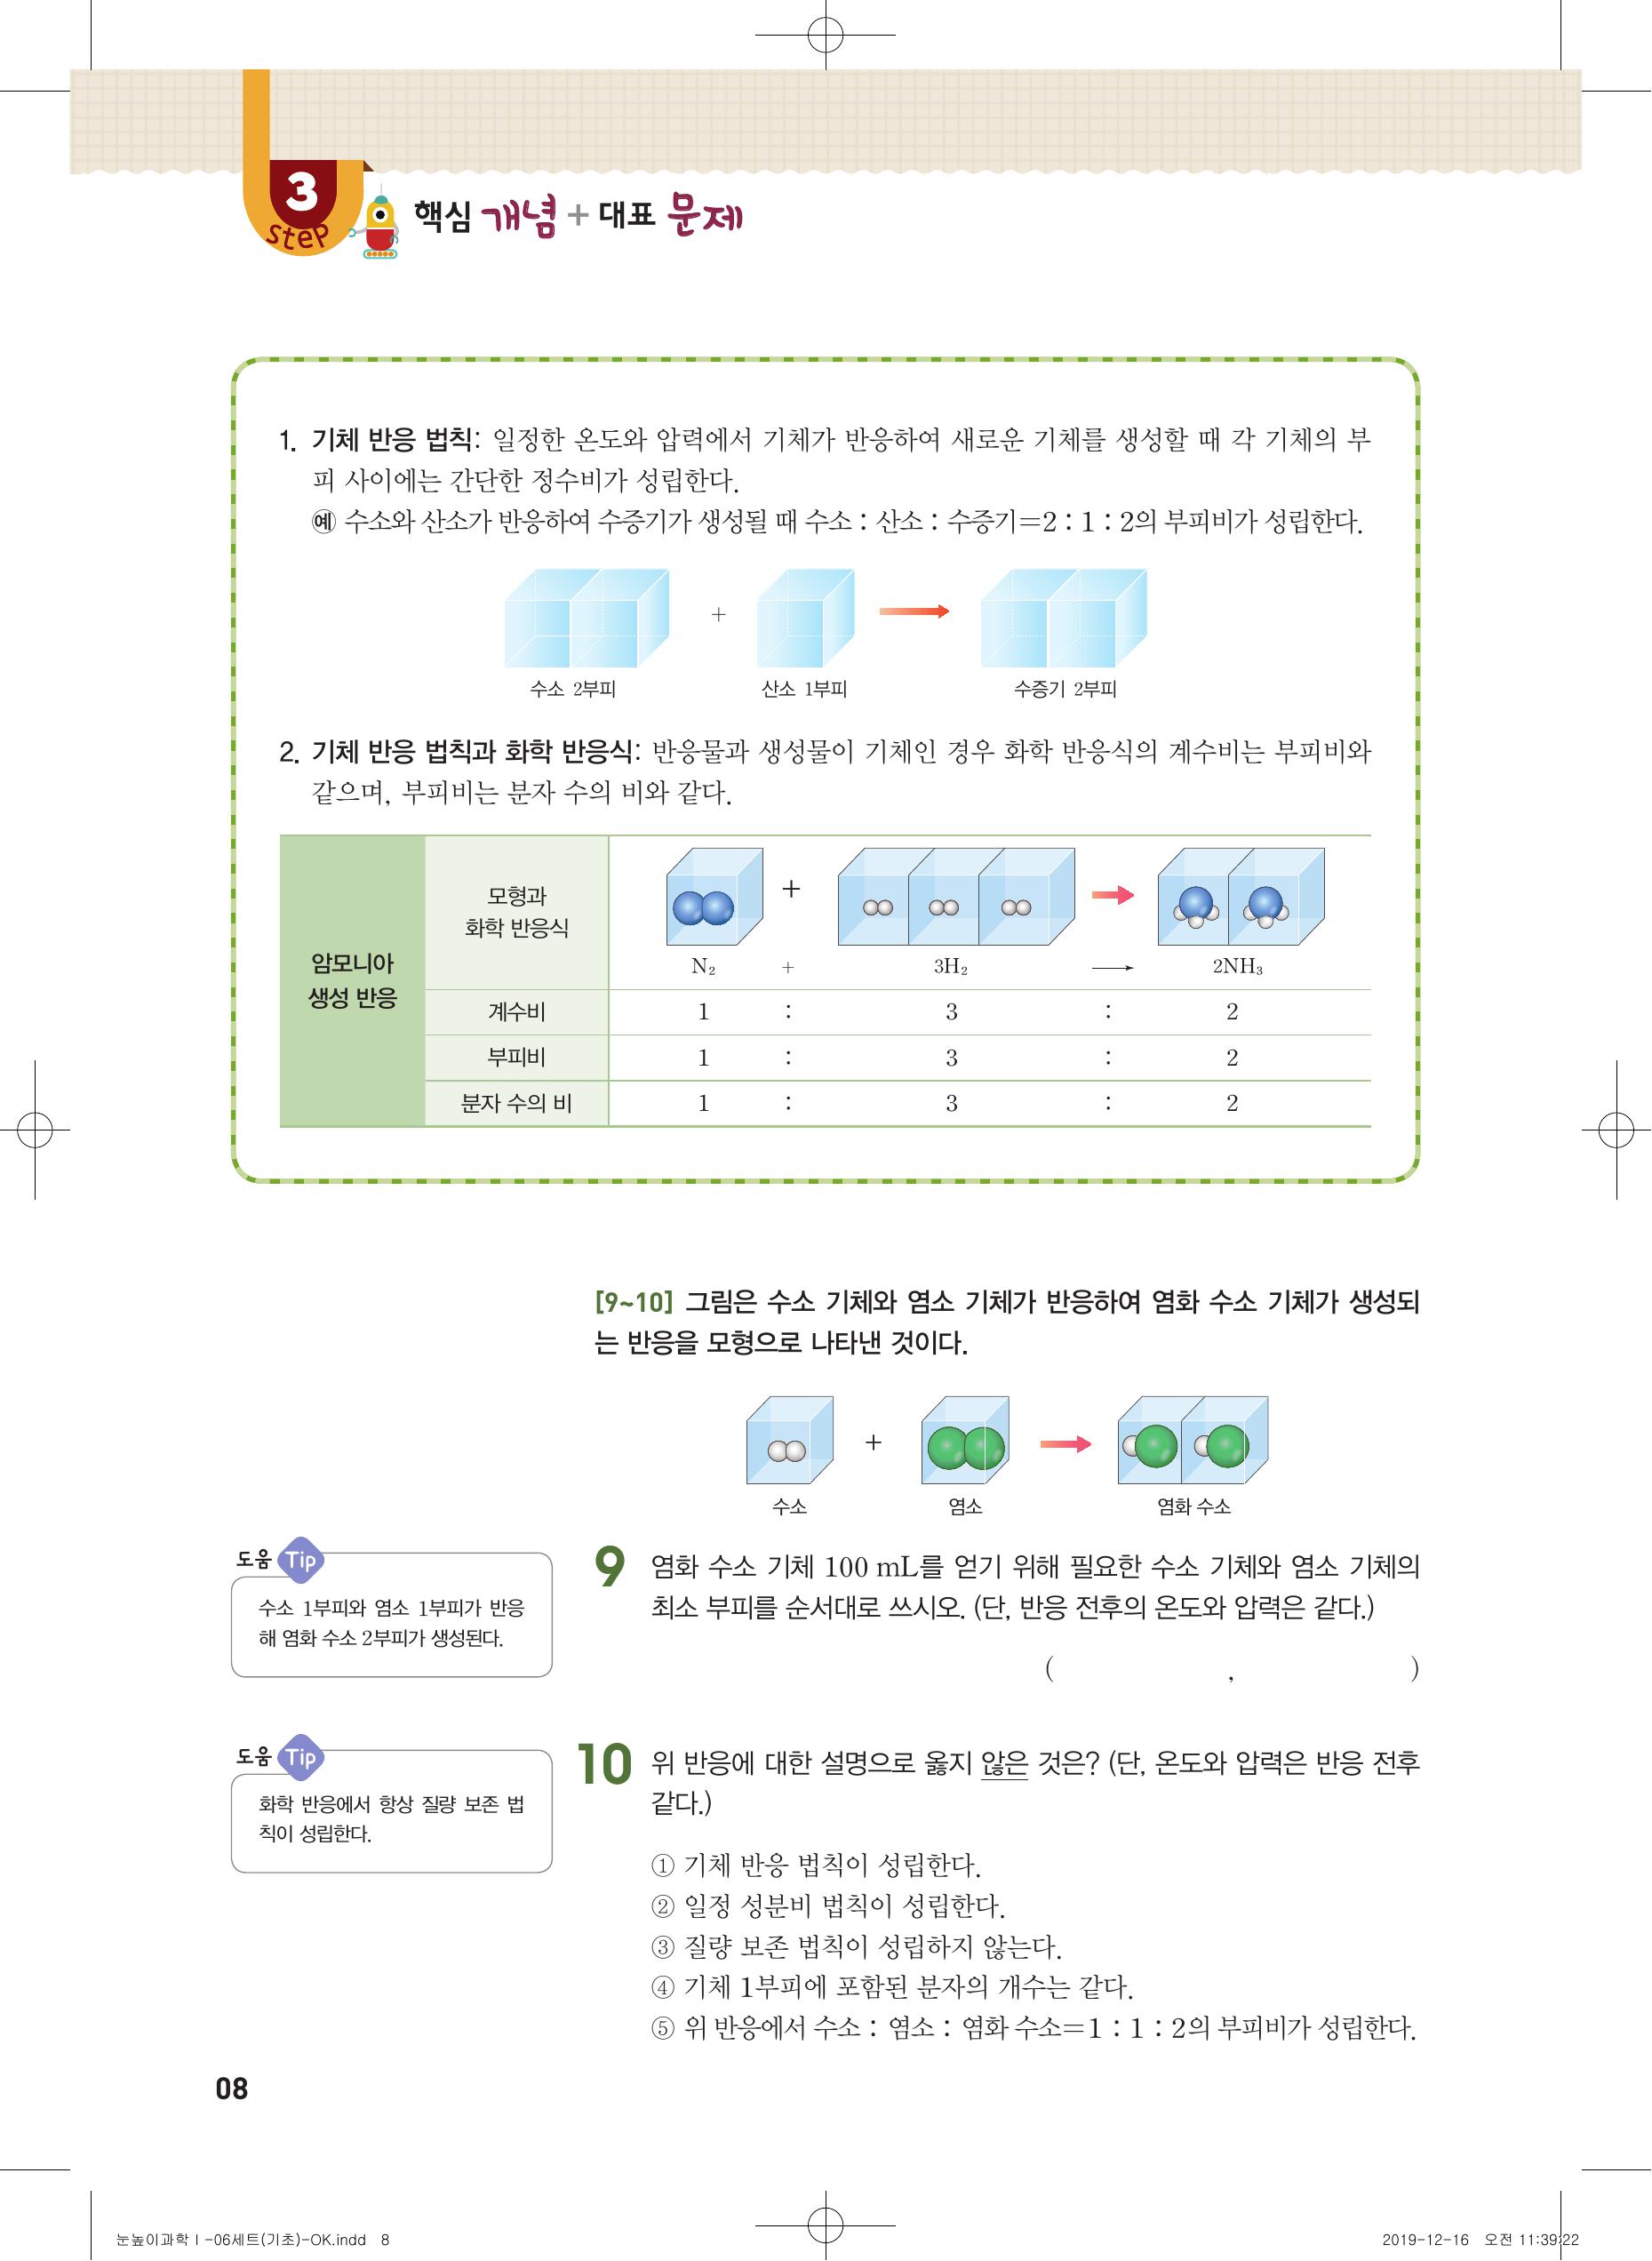 3
steP
핵심 개념 + 대표 문제
1. 기체 반응 법칙: 일정한 온도와 압력에서 기체가 반응하여 새로운 기체를 생성할 때 각 기체의 부
피 사이에는 간단한 정수비가 성립한다.
예 수소와 산소가 반응하여 수증기가 생성될 때 수소 : 산소 : 수증기=2 : 1 : 2의 부피비가 성립한다.
+
수소 2부피 산소 1부피 수증기 2부피
2. 기체 반응 법칙과 화학 반응식: 반응물과 생성물이 기체인 경우 화학 반응식의 계수비는 부피비와
같으며, 부피비는 분자 수의 비와 같다.
암모니아
생성 반응
모형과
화학 반응식
+
N₂ + 3H₂ ⟶ 2NH₃
계수비 1 : 3 : 2
부피비 1 : 3 : 2
분자 수의 비 1 : 3 : 2
[9~10] 그림은 수소 기체와 염소 기체가 반응하여 염화 수소 기체가 생성되
는 반응을 모형으로 나타낸 것이다.
+
수소 염소 염화 수소
도움 Tip
수소 1부피와 염소 1부피가 반응
해 염화 수소 2부피가 생성된다.
9 염화 수소 기체 100 mL를 얻기 위해 필요한 수소 기체와 염소 기체의
최소 부피를 순서대로 쓰시오. (단, 반응 전후의 온도와 압력은 같다.)
( , )
도움 Tip
화학 반응에서 항상 질량 보존 법
칙이 성립한다.
10 위 반응에 대한 설명으로 옳지 않은 것은? (단, 온도와 압력은 반응 전후
같다.)
① 기체 반응 법칙이 성립한다.
② 일정 성분비 법칙이 성립한다.
③ 질량 보존 법칙이 성립하지 않는다.
④ 기체 1부피에 포함된 분자의 개수는 같다.
⑤ 위 반응에서 수소 : 염소 : 염화 수소=1 : 1 : 2의 부피비가 성립한다.
08
눈높이과학Ⅰ-06세트(기초)-OK.indd 8
2019-12-16 오전 11:39:22